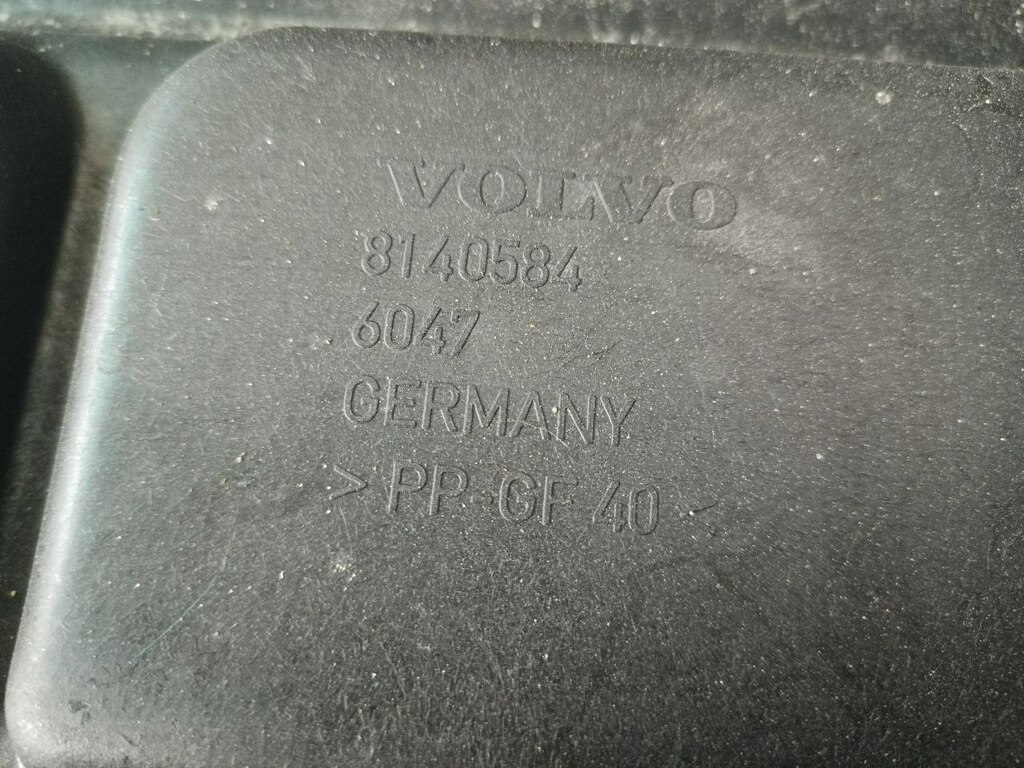 VOLVO
8140584
6047
GERMANY
> PP-GF 40 <